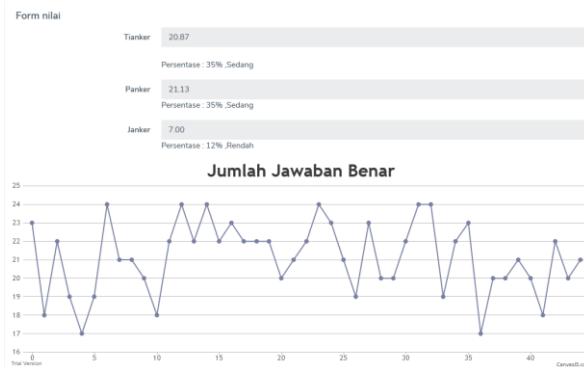 Form nilai
Tianker 20.87
Persentase : 35% ,Sedang
Panker 21.13
Persentase : 35% ,Sedang
Janker 7.00
Persentase : 12% ,Rendah
Jumlah Jawaban Benar
25
24
23
22
21
20
19
18
17
16
0 5 10 15 20 25 30 35 40
Trial Version